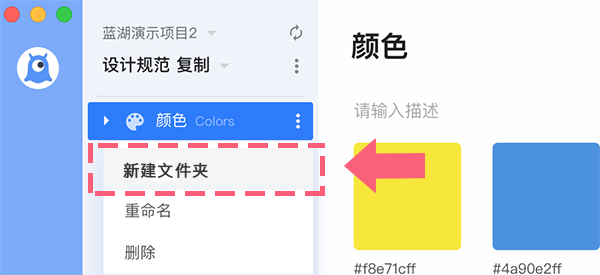 蓝湖演示项目2
设计规范 复制
颜色 Colors
新建文件夹
重命名
删除
颜色
请输入描述
#f8e71cff
#4a90e2ff